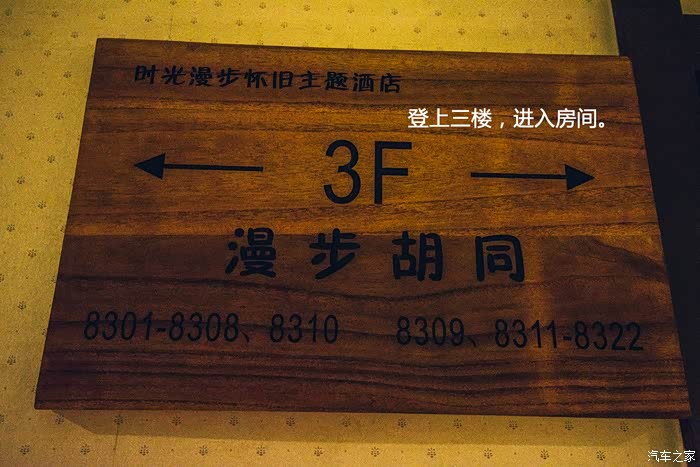 时光漫步怀旧主题酒店
登上三楼，进入房间。
← 3F →
漫步胡同
8301-8308、8310 8309、8311-8322
汽车之家